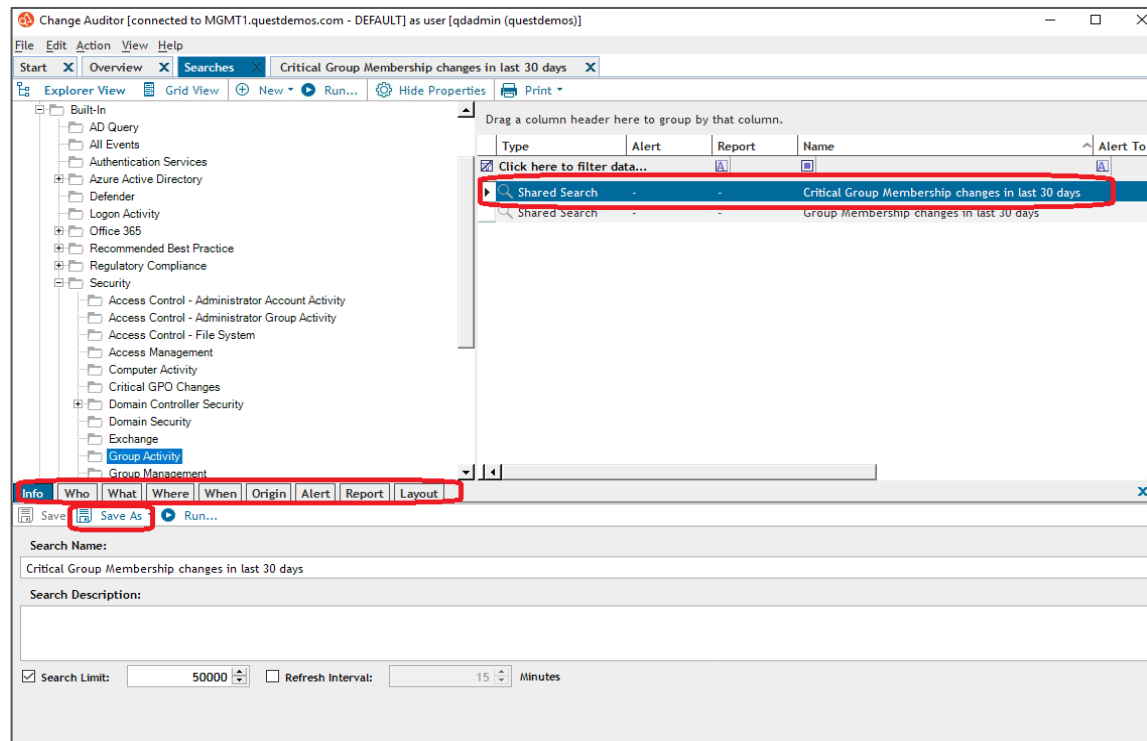 Change Auditor [connected to MGMT1.questdemos.com - DEFAULT] as user [qdadmin (questdemos)]
File Edit Action View Help
Start X Overview X Searches X Critical Group Membership changes in last 30 days X
Explorer View Grid View New Run... Hide Properties Print
Built-In
AD Query
All Events
Authentication Services
Azure Active Directory
Defender
Logon Activity
Office 365
Recommended Best Practice
Regulatory Compliance
Security
Access Control - Administrator Account Activity
Access Control - Administrator Group Activity
Access Control - File System
Access Management
Computer Activity
Critical GPO Changes
Domain Controller Security
Domain Security
Exchange
Group Activity
Group Management
Drag a column header here to group by that column.
Type Alert Report Name Alert To
Click here to filter data...
Shared Search - - Critical Group Membership changes in last 30 days
Shared Search - - Group Membership changes in last 30 days
Info Who What Where When Origin Alert Report Layout
Save Save As Run...
Search Name:
Critical Group Membership changes in last 30 days
Search Description:
Search Limit: 50000 Refresh Interval: 15 Minutes